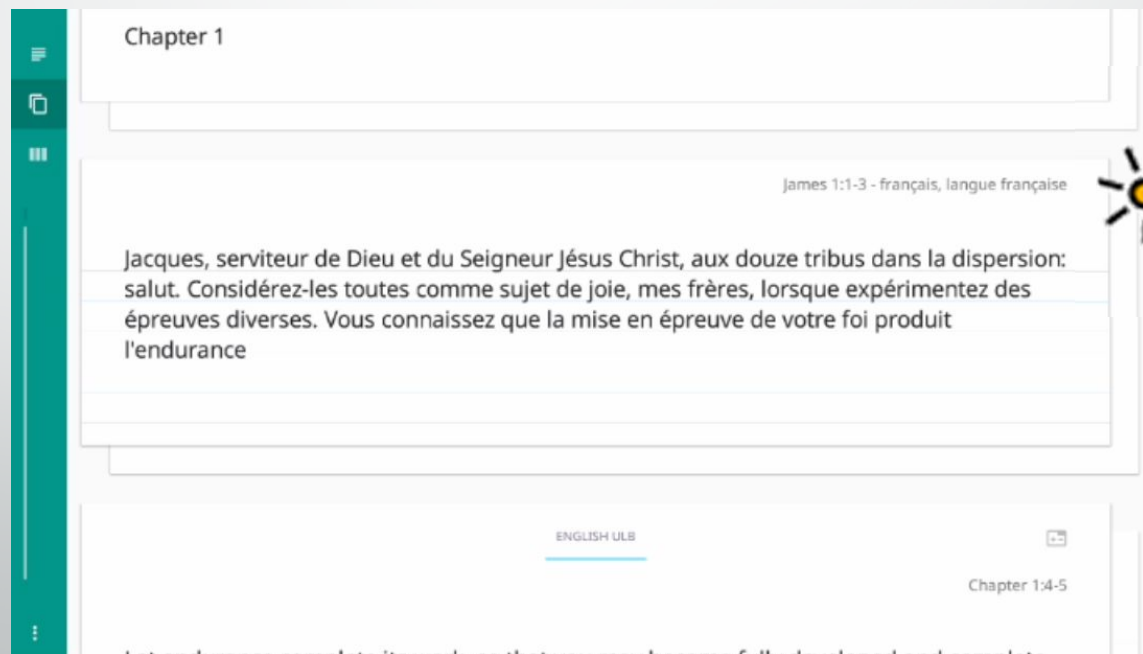 Chapter 1
James 1:1-3 - français, langue française
Jacques, serviteur de Dieu et du Seigneur Jésus Christ, aux douze tribus dans la dispersion:
salut. Considérez-les toutes comme sujet de joie, mes frères, lorsque expérimentez des
épreuves diverses. Vous connaissez que la mise en épreuve de votre foi produit
l'endurance
ENGLISH ULB
Chapter 1:4-5